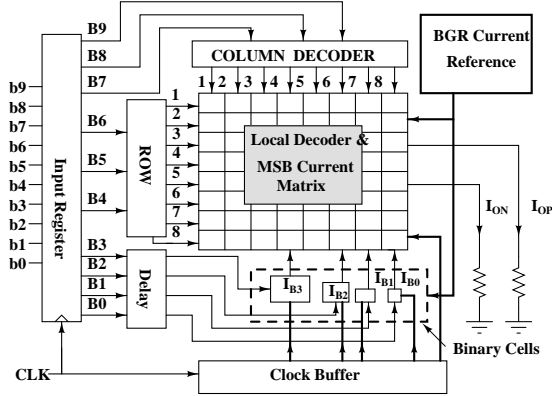 B9
B8
B7
COLUMN DECODER
BGR Current
Reference
1 2 3 4 5 6 7 8
b9
b8
b7
b6
b5
b4
b3
b2
b1
b0
Input Register
B6
B5
B4
ROW
1
2
3
4
5
6
7
8
Local Decoder &
MSB Current
Matrix
I_ON
I_OP
B3
B2
B1
B0
Delay
I_B3
I_B2
I_B1
I_B0
Binary Cells
CLK
Clock Buffer